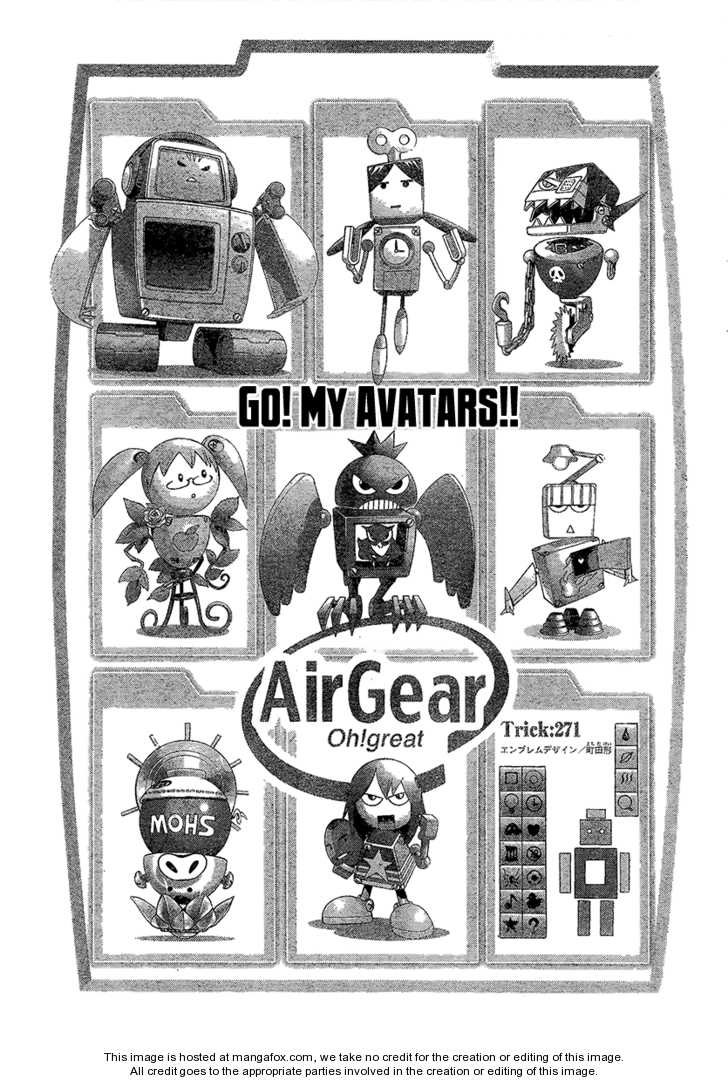 GO! MY AVATARS!!
AirGear
Oh!great
Trick:271
エンブレムデザイン/町田形
MOHS
This image is hosted at mangafox.com, we take no credit for the creation or editing of this image.
All credit goes to the appropriate parties involved in the creation or editing of this image.